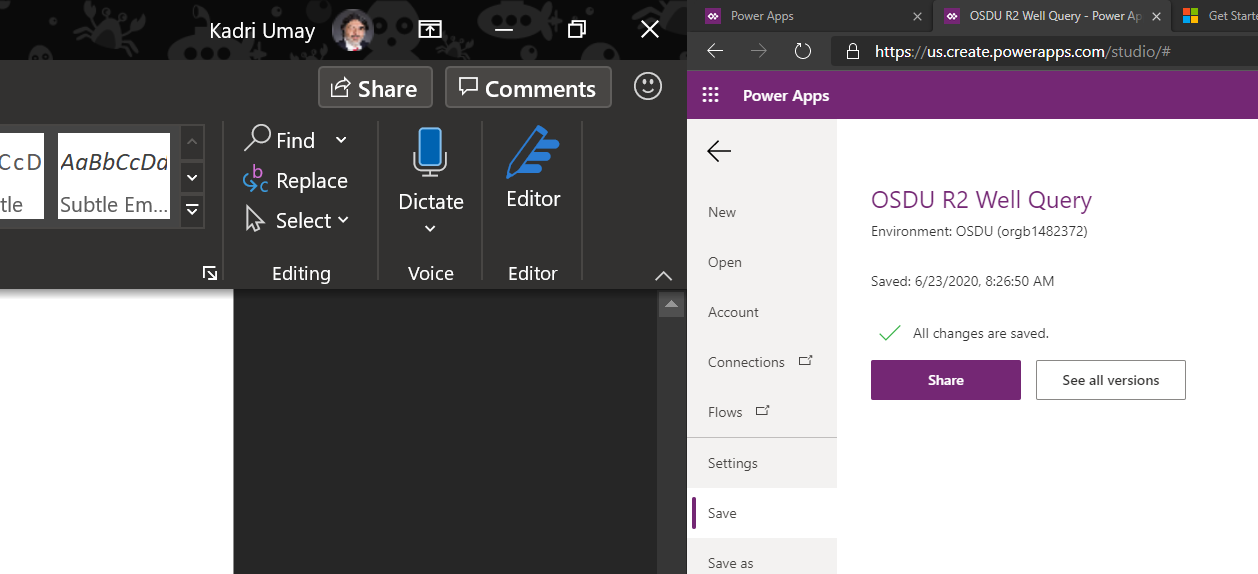 Kadri Umay
Share
Comments
CcD
AaBbCcDd
tle
Subtle Em...
Find
Replace
Select
Editing
Dictate
Voice
Editor
Editor
Power Apps
OSDU R2 Well Query - Power Ap
Get Starte
https://us.create.powerapps.com/studio/#
Power Apps
New
Open
Account
Connections
Flows
Settings
Save
Save as
OSDU R2 Well Query
Environment: OSDU (orgb1482372)
Saved: 6/23/2020, 8:26:50 AM
All changes are saved.
Share
See all versions